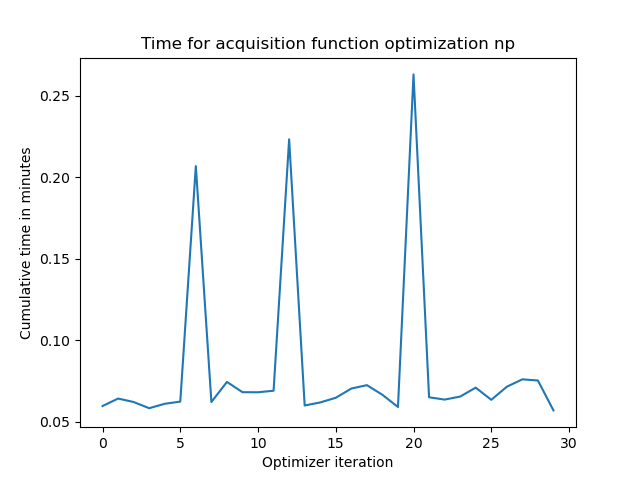 Time for acquisition function optimization np
Cumulative time in minutes
0.25
0.20
0.15
0.10
0.05
0 5 10 15 20 25 30
Optimizer iteration